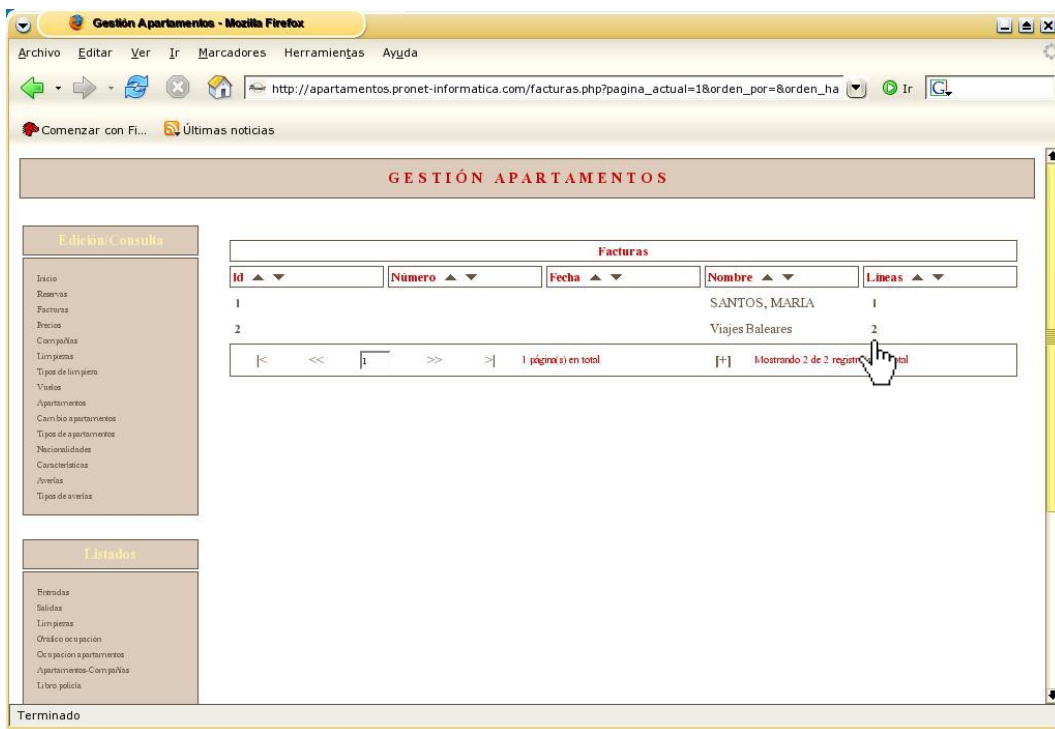 Gestión Apartamentos - Mozilla Firefox
Archivo Editar Ver Ir Marcadores Herramientas Ayuda
http://apartamentos.pronet-informatica.com/facturas.php?pagina_actual=1&orden_por=&orden_ha Ir G
Comenzar con Fi... Últimas noticias
GESTIÓN APARTAMENTOS
Edición/Consulta
Inicio
Reservas
Facturas
Precios
Compañías
Limpiezas
Tipos de limpieza
Vuelos
Apartamentos
Cambio apartamentos
Tipos de apartamentos
Nacionalidades
Características
Averías
Tipos de averías
Listados
Entradas
Salidas
Limpiezas
Gráfico ocupación
Ocupación apartamentos
Apartamentos-Compañías
Libro policía
Facturas
Id Número Fecha Nombre Líneas
1 SANTOS, MARIA 1
2 Viajes Baleares 2
|< << 1 >> >| 1 página(s) en total [+] Mostrando 2 de 2
Terminado